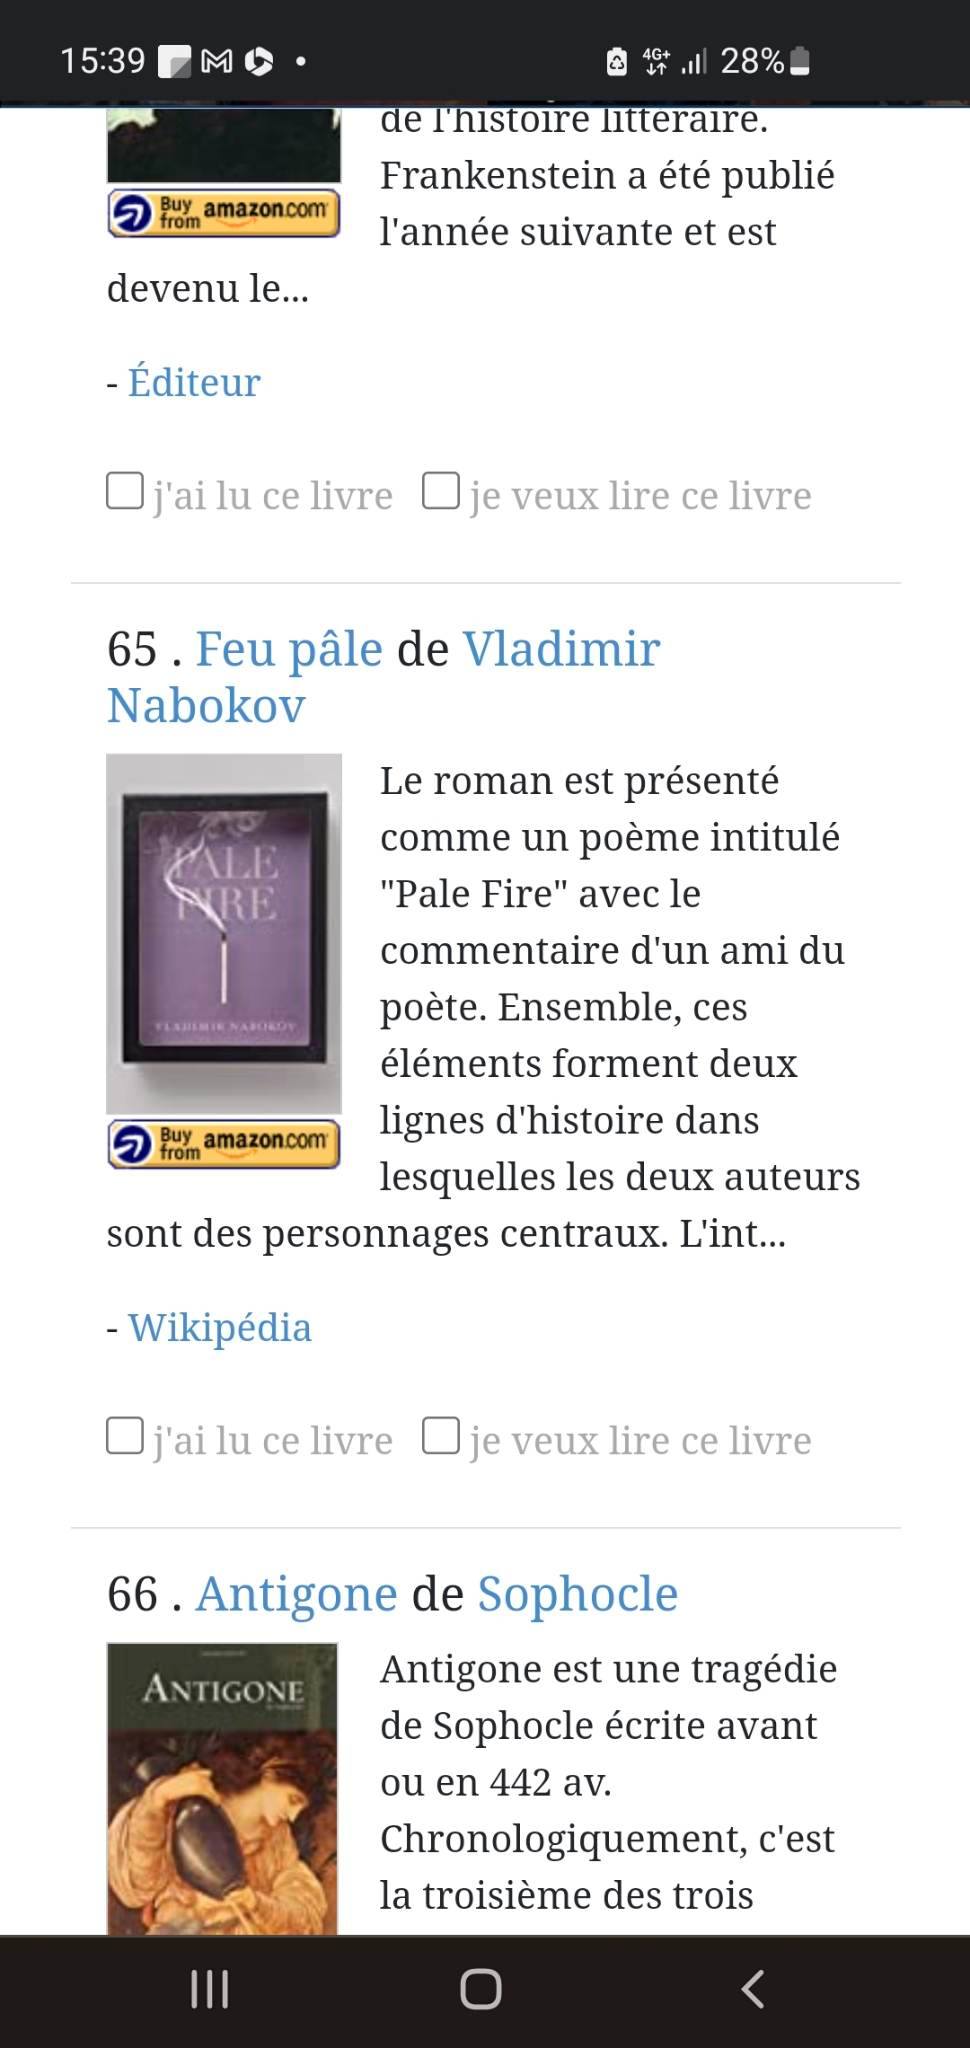 15:39
4G+
28%
de l'histoire littéraire.
Frankenstein a été publié
l'année suivante et est
devenu le...
Buy from amazon.com
- Éditeur
j'ai lu ce livre je veux lire ce livre
65 . Feu pâle de Vladimir
Nabokov
PALE
FIRE
VLADIMIR NABOKOV
Buy from amazon.com
Le roman est présenté
comme un poème intitulé
"Pale Fire" avec le
commentaire d'un ami du
poète. Ensemble, ces
éléments forment deux
lignes d'histoire dans
lesquelles les deux auteurs
sont des personnages centraux. L'int...
- Wikipédia
j'ai lu ce livre je veux lire ce livre
66 . Antigone de Sophocle
ANTIGONE
Antigone est une tragédie
de Sophocle écrite avant
ou en 442 av.
Chronologiquement, c'est
la troisième des trois